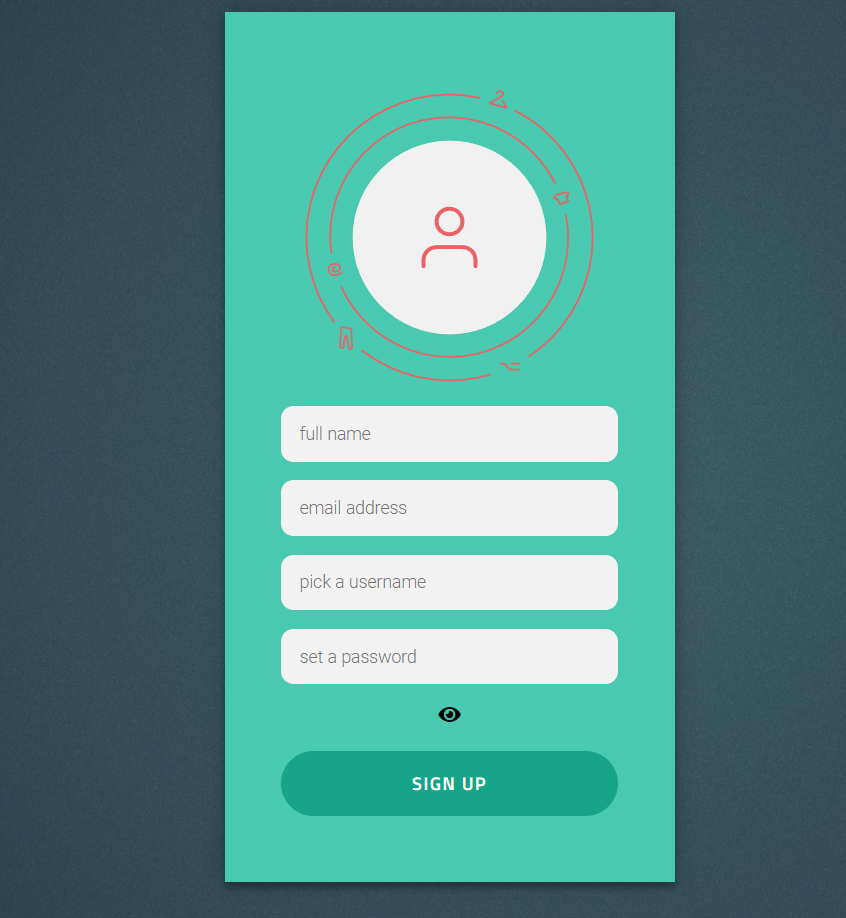 full name
email address
pick a username
set a password
SIGN UP